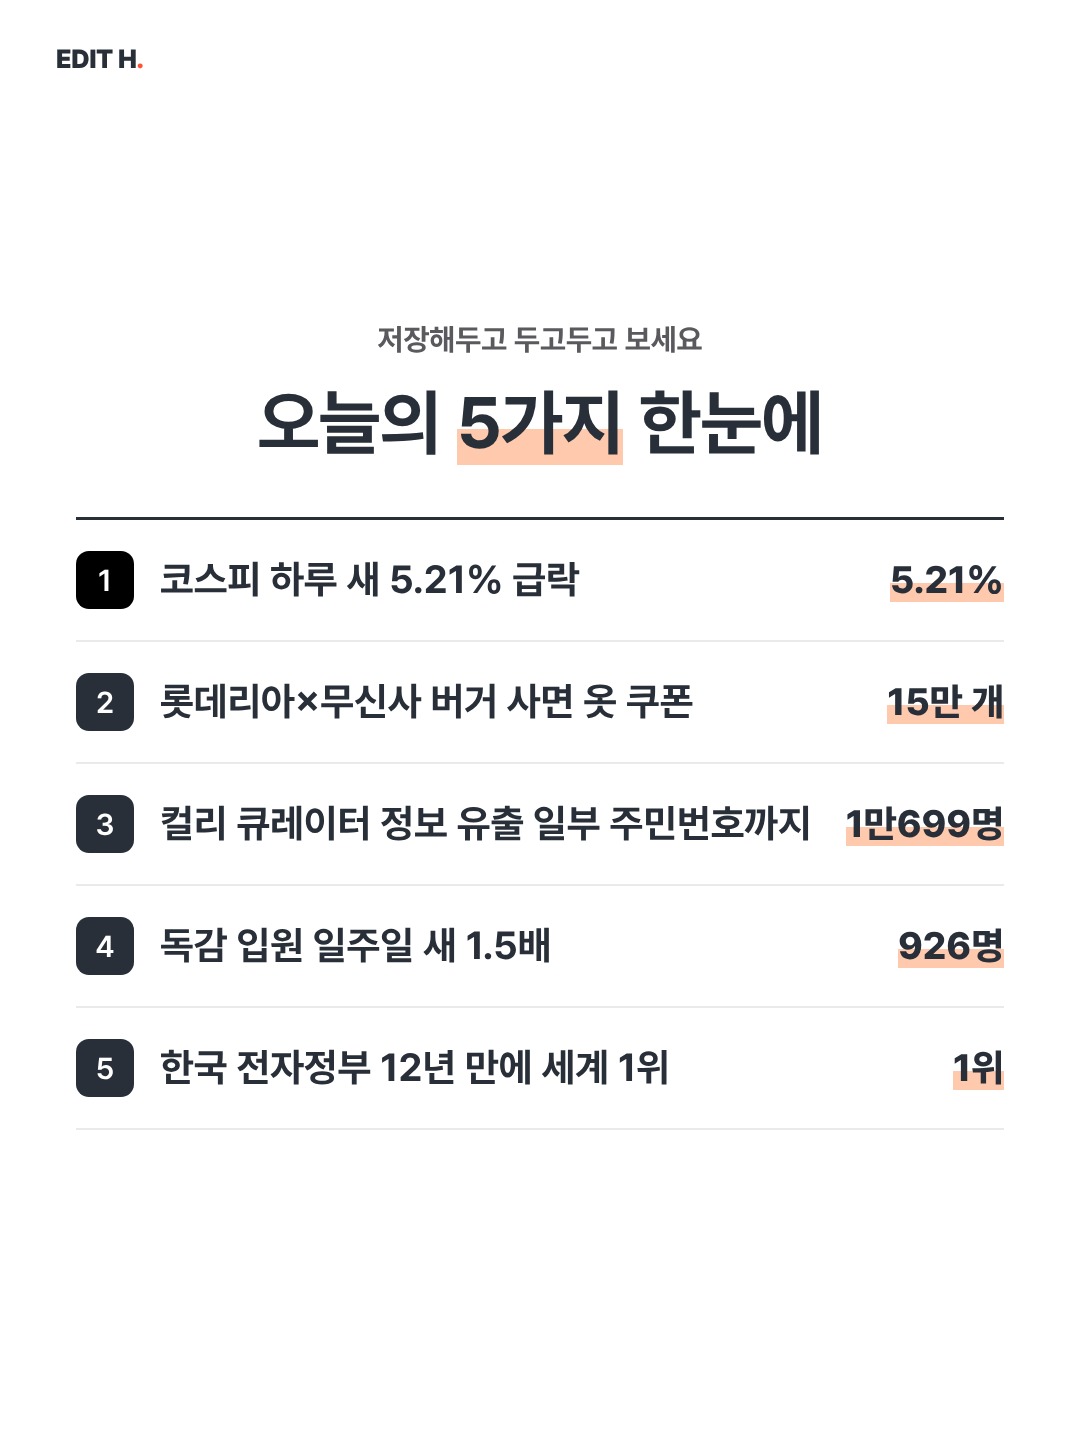 EDIT H.
저장해두고 두고두고 보세요
오늘의 5가지 한눈에
1 코스피 하루 새 5.21% 급락 5.21%
2 롯데리아×무신사 버거 사면 옷 쿠폰 15만 개
3 컬리 큐레이터 정보 유출 일부 주민번호까지 1만699명
4 독감 입원 일주일 새 1.5배 926명
5 한국 전자정부 12년 만에 세계 1위 1위